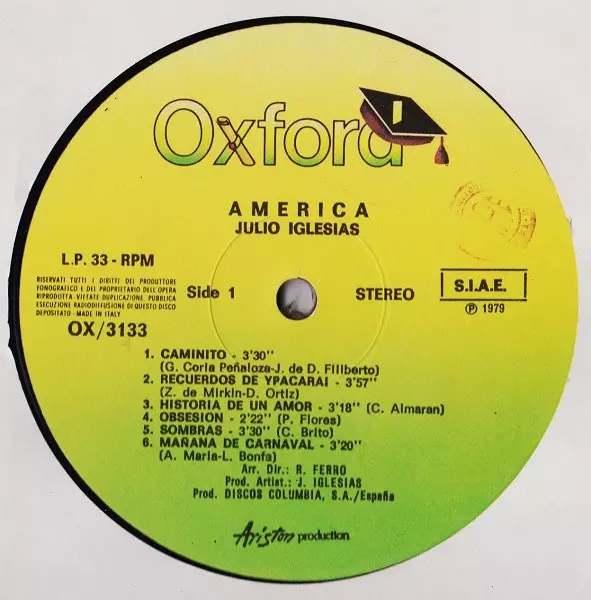 Oxford
AMERICA
JULIO IGLESIAS
L.P. 33 - RPM
RISERVATI TUTTI I DIRITTI DEL PRODUTTORE
FONOGRAFICO E DEL PROPRIETARIO DELL'OPERA
RIPRODOTTA-VIETATE DUPLICAZIONE, PUBBLICA
ESECUZIONE RADIODIFFUSIONE DI QUESTO DISCO
DEPOSITATO - MADE IN ITALY
OX/3133
Side 1
STEREO
S.I.A.E.
Ⓟ 1979
1. CAMINITO - 3'30''
(G. Coria Peñaloza-J. de D. Filiberto)
2. RECUERDOS DE YPACARAI - 3'57''
(Z. de Mirkin-D. Ortiz)
3. HISTORIA DE UN AMOR - 3'18'' (C. Almaran)
4. OBSESION - 2'22'' (P. Flores)
5. SOMBRAS - 3'30'' (C. Brito)
6. MAÑANA DE CARNAVAL - 3'20''
(A. Maria-L. Bonfa)
Arr. Dir.: R. FERRO
Prod. Artist.: J. IGLESIAS
Prod. DISCOS COLUMBIA, S.A./España
Ariston production